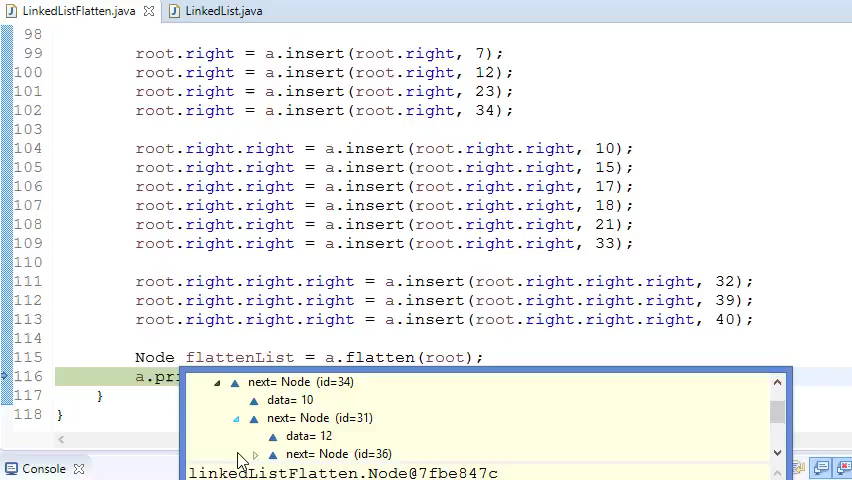 LinkedListFlatten.java LinkedList.java
98
99 root.right = a.insert(root.right, 7);
100 root.right = a.insert(root.right, 12);
101 root.right = a.insert(root.right, 23);
102 root.right = a.insert(root.right, 34);
103
104 root.right.right = a.insert(root.right.right, 10);
105 root.right.right = a.insert(root.right.right, 15);
106 root.right.right = a.insert(root.right.right, 17);
107 root.right.right = a.insert(root.right.right, 18);
108 root.right.right = a.insert(root.right.right, 21);
109 root.right.right = a.insert(root.right.right, 33);
110
111 root.right.right.right = a.insert(root.right.right.right, 32);
112 root.right.right.right = a.insert(root.right.right.right, 39);
113 root.right.right.right = a.insert(root.right.right.right, 40);
114
115 Node flattenList = a.flatten(root);
116 a.pri
117 }
118 }
next= Node (id=34)
data= 10
next= Node (id=31)
data= 12
next= Node (id=36)
linkedListFlatten.Node@7fbe847c
Console